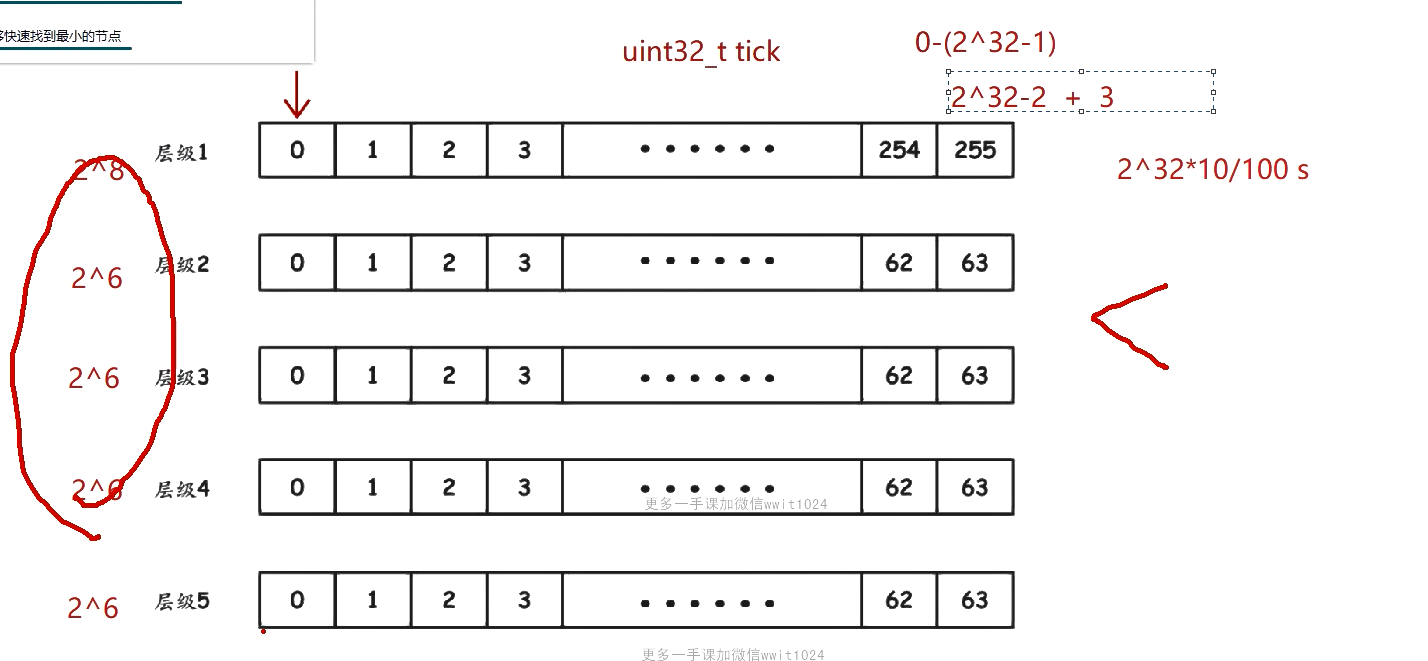 够快速找到最小的节点
uint32_t tick
0-(2^32-1)
2^32-2 + 3
2^8 层级1 0 1 2 3 •••••• 254 255
2^32*10/100 s
2^6 层级2 0 1 2 3 •••••• 62 63
2^6 层级3 0 1 2 3 •••••• 62 63
2^6 层级4 0 1 2 3 •••••• 62 63
更多一手课加微信wwit1024
2^6 层级5 0 1 2 3 •••••• 62 63
更多一手课加微信wwit1024